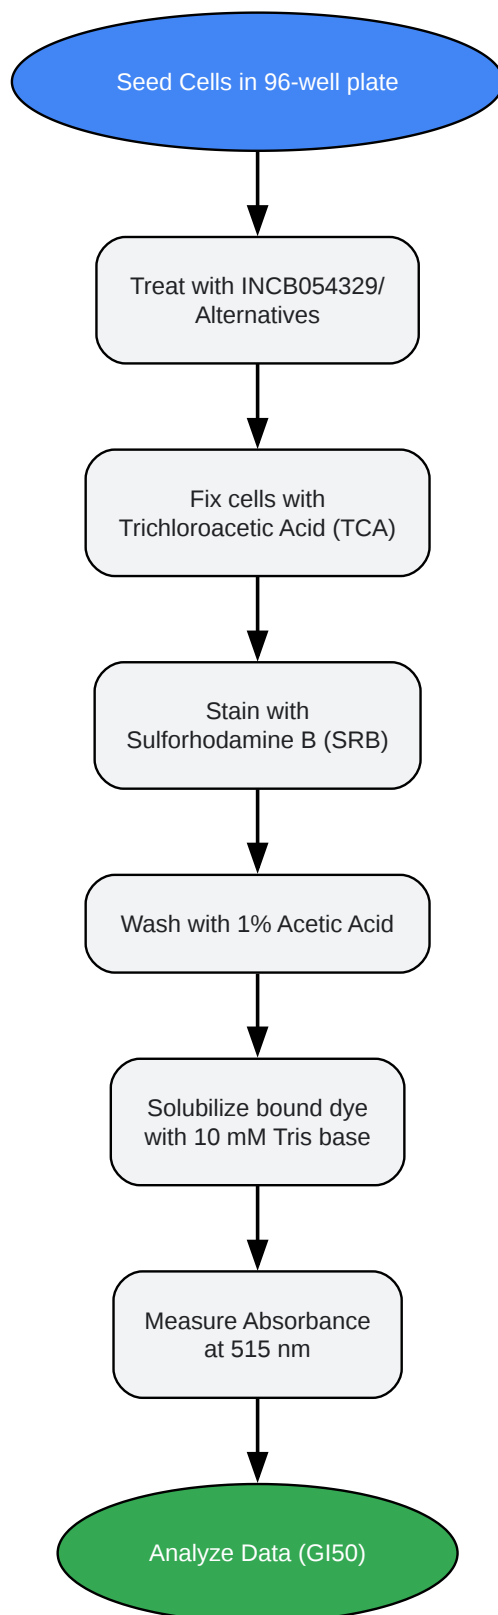 Seed Cells in 96-well plate
Treat with INCB054329/
Alternatives
Fix cells with
Trichloroacetic Acid (TCA)
Stain with
Sulforhodamine B (SRB)
Wash with 1% Acetic Acid
Solubilize bound dye
with 10 mM Tris base
Measure Absorbance
at 515 nm
Analyze Data (GI50)